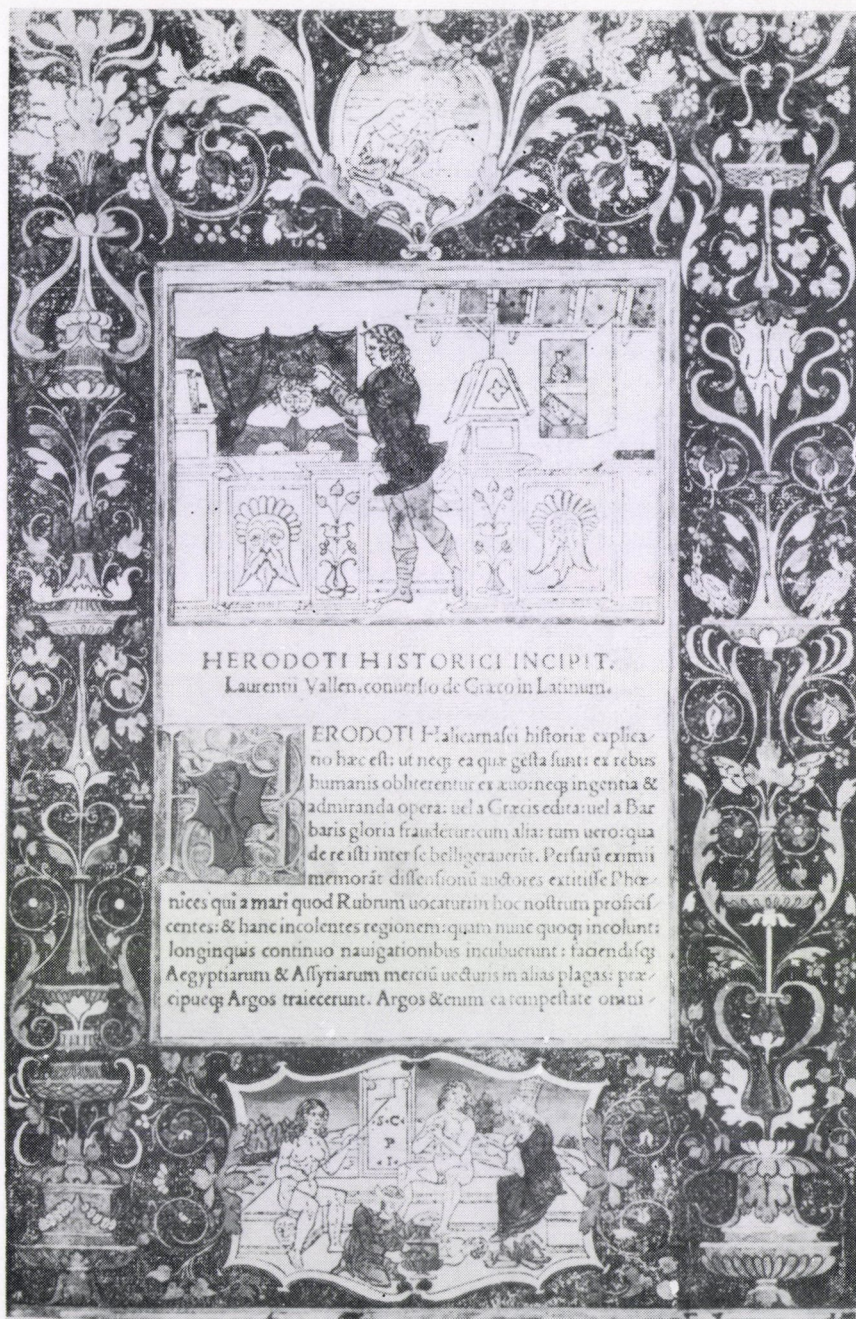 HERODOTI HISTORICI INCIPIT.
Laurentii Vallen. conuersio de Græco in Latinum.
ERODOTI Halicarnasei historiæ explica-
tio hæc est: ut neq; ea quæ gesta sunt: ex rebus
humanis obliterentur ex æuo: neq; ingentia &
admiranda opera: uel a Græcis edita: uel a Bar
baris gloria fraudētur: cum alia: tum uero: qua
de re isti inter se belligerauerūt. Persarū eximii
memorāt dissensionū auctores extitisse Phœ-
nices qui a mari quod Rubrum uocatur: in hoc nostrum proficis-
centes: & hanc incolentes regionem: quam nunc quoq; incolunt:
longinquis continuo nauigationibus incubuerunt: faciendisq;
Aegyptiarum & Assyriarum merciū uecturis in alias plagas: præ-
cipueq; Argos traiecerunt. Argos & enim ea tempestate omni-
·S·C·
P
·I·